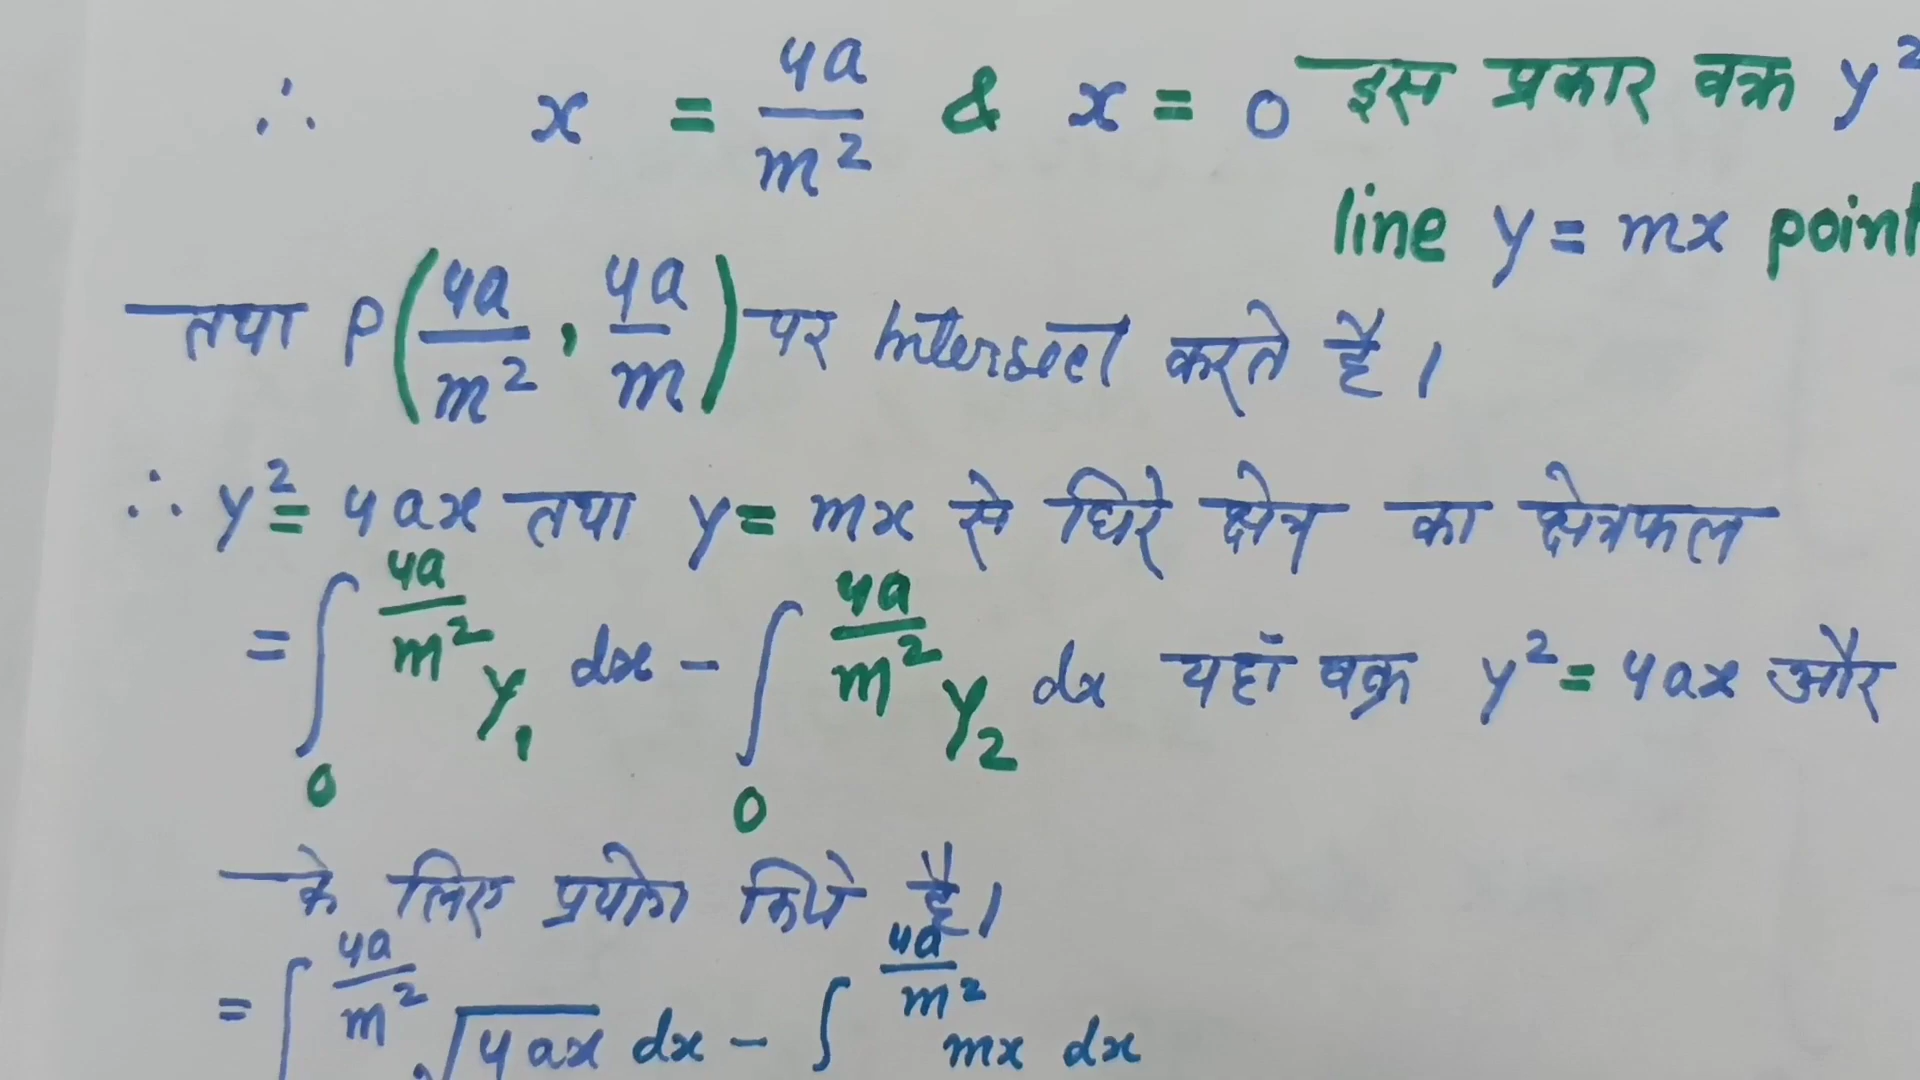 ∴ x = 4a/m² & x = 0 इस प्रकार वक्र y²
line y = mx point
तथा P(4a/m², 4a/m) पर Intersect करते है।
∴ y² = 4ax तथा y = mx से घिरे क्षेत्र का क्षेत्रफल
= ∫₀^(4a/m²) y₁ dx - ∫₀^(4a/m²) y₂ dx यहाँ वक्र y² = 4ax और
के लिए प्रयोग किये है।
= ∫^(4a/m²) √4ax dx - ∫^(4a/m²) mx dx